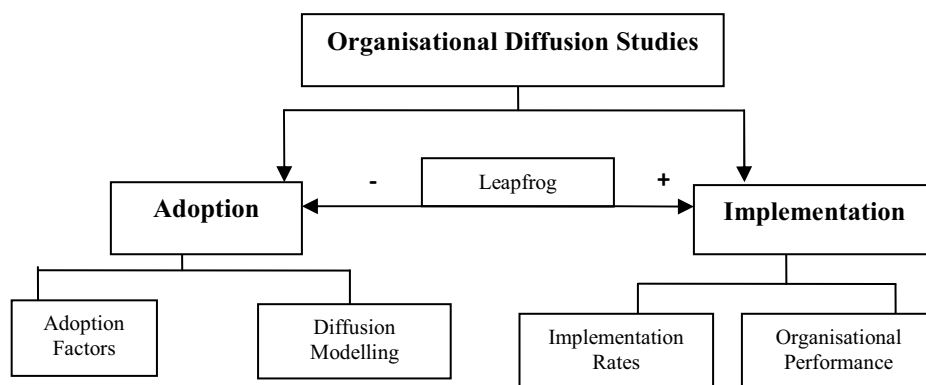 Organisational Diffusion Studies
- Leapfrog +
Adoption
Implementation
Adoption
Factors
Diffusion
Modelling
Implementation
Rates
Organisational
Performance